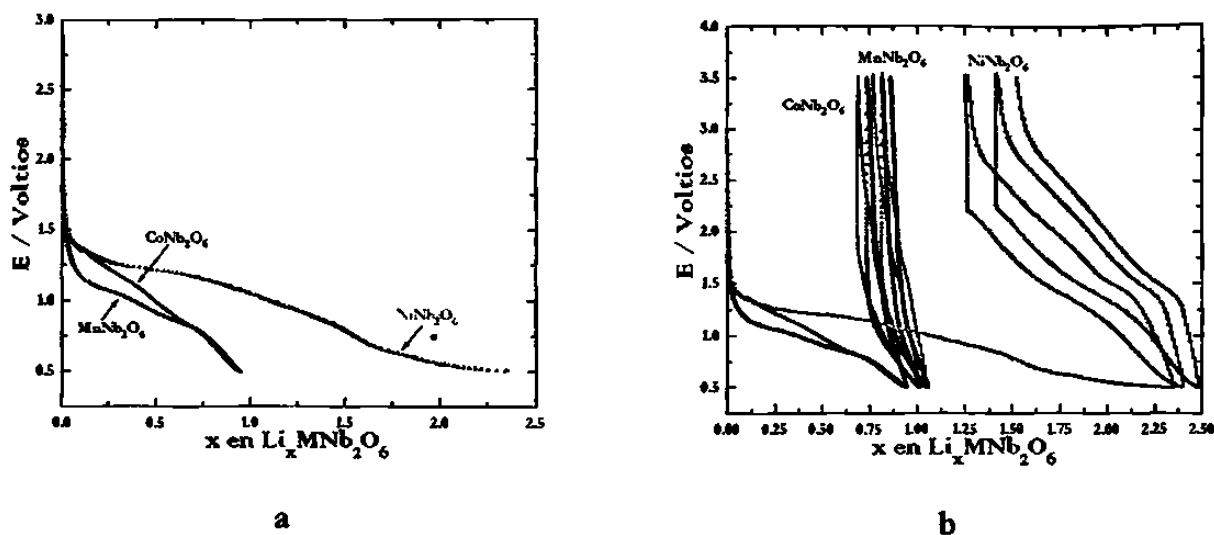 3.0
2.5
2.0
1.5
1.0
0.5
E / Voltios
CoNb₂O₆
MnNb₂O₆
NiNb₂O₆
0.0 0.5 1.0 1.5 2.0 2.5
x en LiₓMNb₂O₆
a
4.0
3.5
3.0
2.5
2.0
1.5
1.0
0.5
E / Voltios
MnNb₂O₆ NiNb₂O₆
CoNb₂O₆
0.00 0.25 0.50 0.75 1.00 1.25 1.50 1.75 2.00 2.25 2.50
x en LiₓMNb₂O₆
b